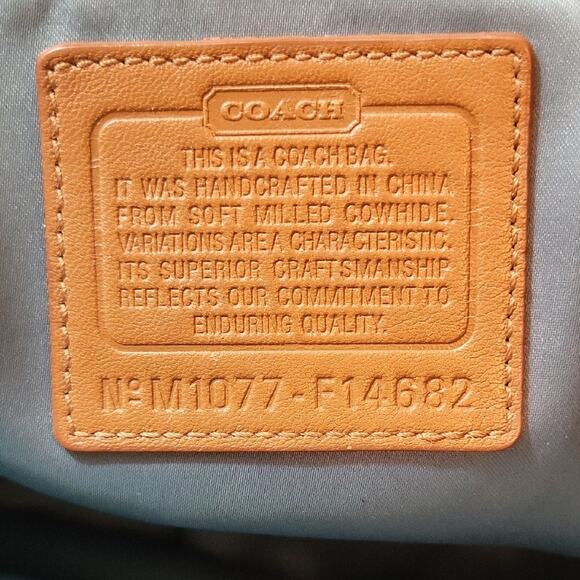 COACH
THIS IS A COACH BAG.
IT WAS HANDCRAFTED IN CHINA
FROM SOFT MILLED COWHIDE.
VARIATIONS ARE A CHARACTERISTIC.
ITS SUPERIOR CRAFTSMANSHIP
REFLECTS OUR COMMITMENT TO
ENDURING QUALITY.
Nº M1077-F14682